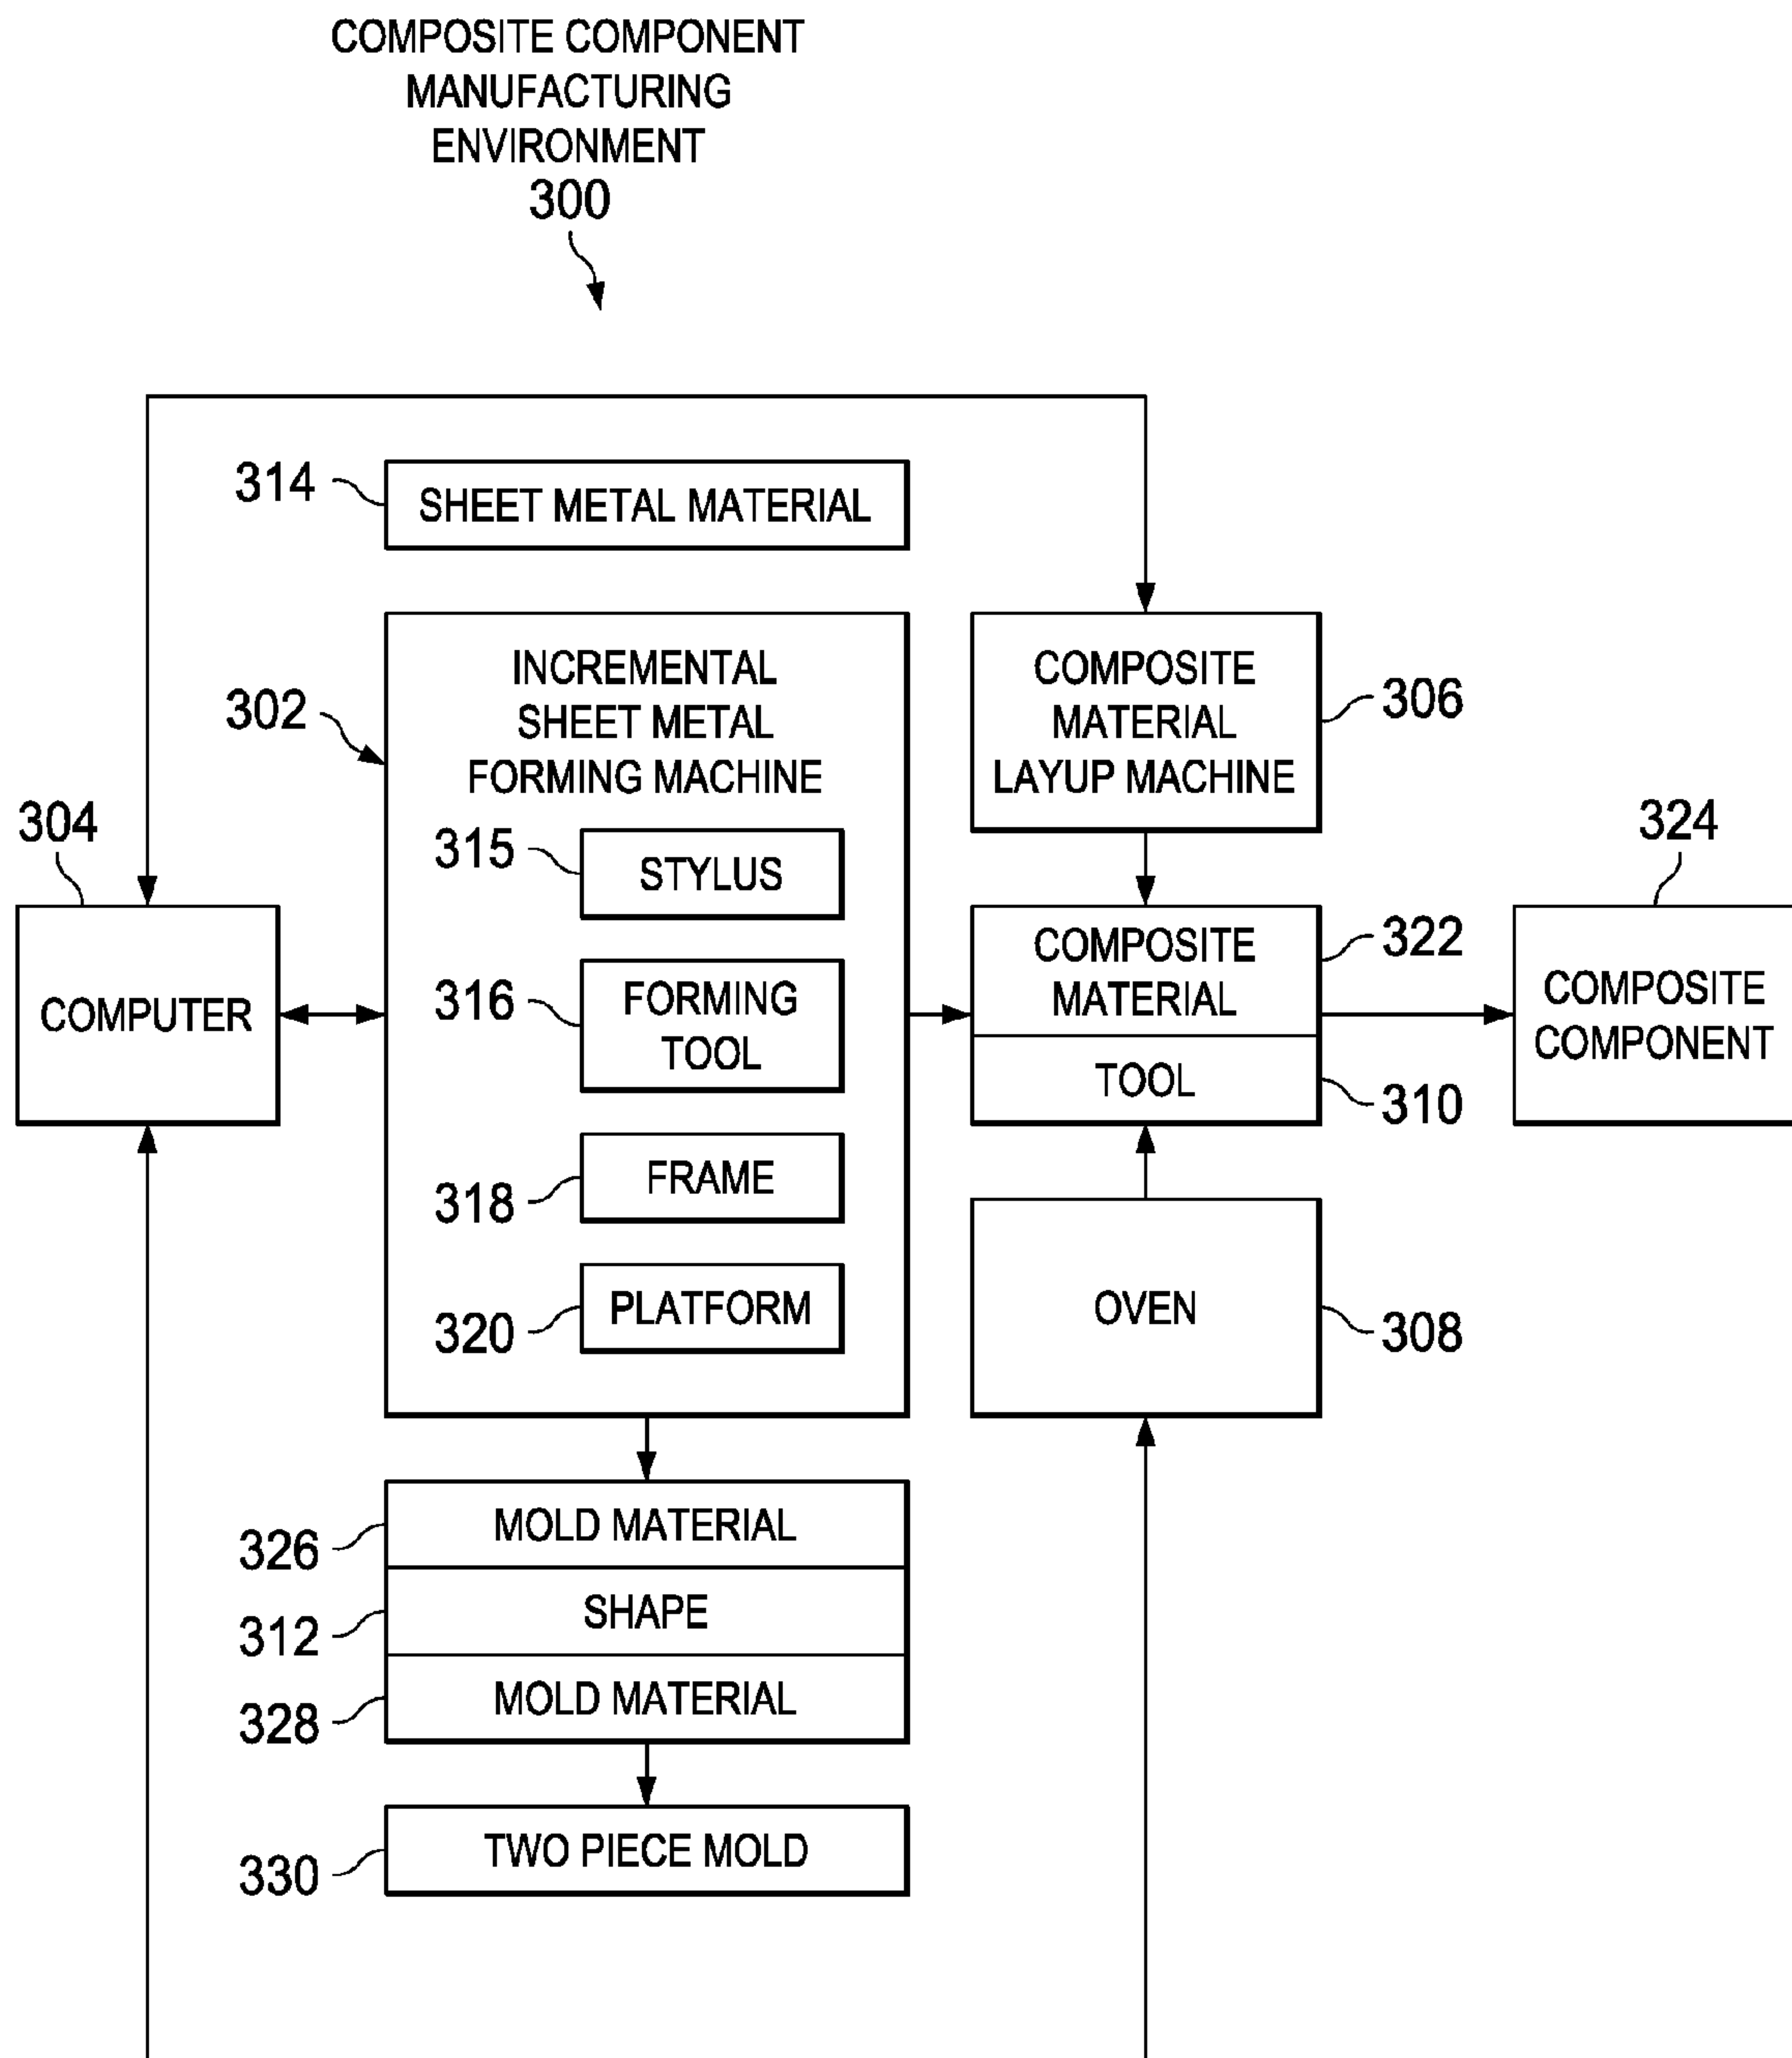 COMPOSITE COMPONENT
MANUFACTURING
ENVIRONMENT
300
314
SHEET METAL MATERIAL
302
INCREMENTAL
SHEET METAL
FORMING MACHINE
315
STYLUS
316
FORMING
TOOL
318
FRAME
320
PLATFORM
304
COMPUTER
COMPOSITE
MATERIAL
LAYUP MACHINE
306
COMPOSITE
MATERIAL
322
TOOL
310
324
COMPOSITE
COMPONENT
OVEN
308
326
MOLD MATERIAL
312
SHAPE
328
MOLD MATERIAL
330
TWO PIECE MOLD